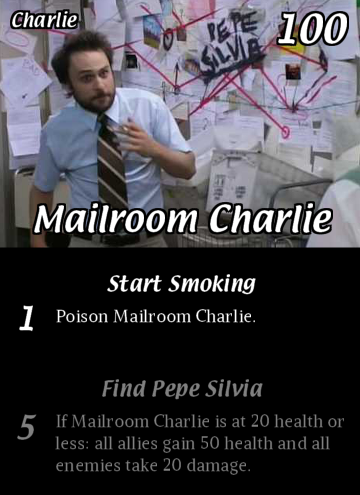 Charlie
100
PEPE
SILVIA
Mailroom Charlie
Start Smoking
1
Poison Mailroom Charlie.
Find Pepe Silvia
5
If Mailroom Charlie is at 20 health or
less: all allies gain 50 health and all
enemies take 20 damage.